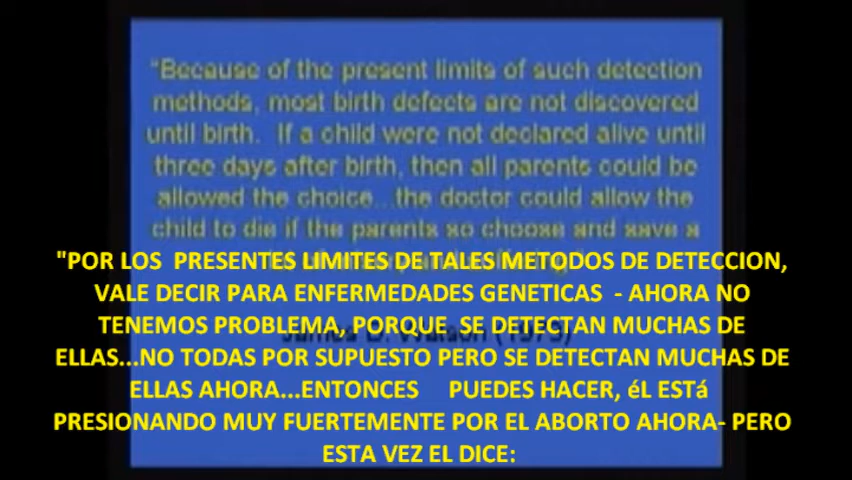 "Because of the present limits of such detection
methods, most birth defects are not discovered
until birth. If a child were not declared alive until
three days after birth, then all parents could be
allowed the choice...the doctor could allow the
child to die if the parents so choose and save a
"POR LOS PRESENTES LIMITES DE TALES METODOS DE DETECCION,
VALE DECIR PARA ENFERMEDADES GENETICAS - AHORA NO
TENEMOS PROBLEMA, PORQUE SE DETECTAN MUCHAS DE
ELLAS...NO TODAS POR SUPUESTO PERO SE DETECTAN MUCHAS DE
ELLAS AHORA...ENTONCES PUEDES HACER, éL ESTá
PRESIONANDO MUY FUERTEMENTE POR EL ABORTO AHORA- PERO
ESTA VEZ EL DICE: